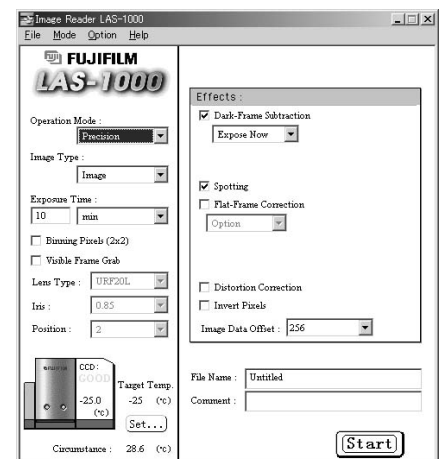 Image Reader LAS-1000
File Mode Option Help
FUJIFILM
LAS-1000
Operation Mode :
Precision
Image Type :
Image
Exposure Time :
10 min
Binning Pixels (2x2)
Visible Frame Grab
Lens Type : URF20L
Iris : 0.85
Position : 2
FUJIFILM
CCD:
GOOD
-25.0
(℃)
Target Temp.
-25 (℃)
Set...)
Circumstance : 28.6 (℃)
Effects :
Dark-Frame Subtraction
Expose Now
Spotting
Flat-Frame Correction
Option
Distortion Correction
Invert Pixels
Image Data Offset : 256
File Name : Untitled
Comment :
Start